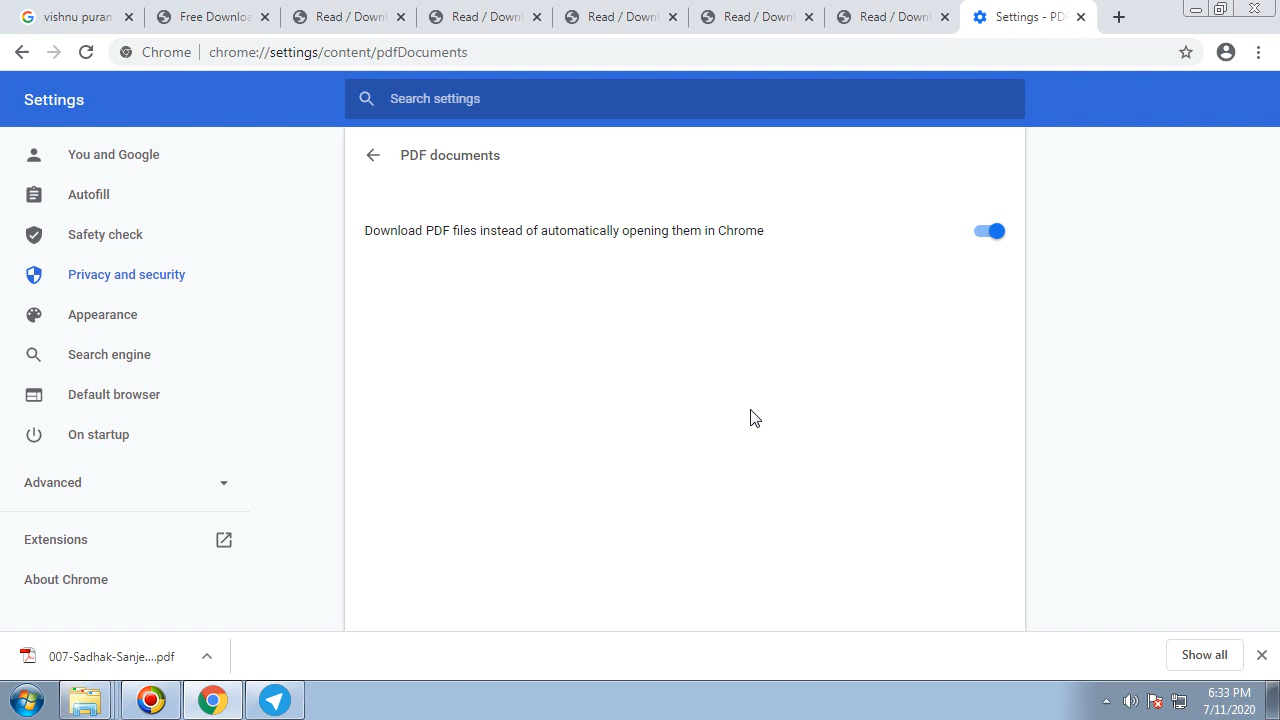 vishnu puran
Free Downloa
Read / Downl
Read / Downl
Read / Downl
Read / Downl
Read / Downl
Settings - PD
Chrome
chrome://settings/content/pdfDocuments
Settings
Search settings
You and Google
Autofill
Safety check
Privacy and security
Appearance
Search engine
Default browser
On startup
Advanced
Extensions
About Chrome
PDF documents
Download PDF files instead of automatically opening them in Chrome
007-Sadhak-Sanje....pdf
Show all
6:33 PM
7/11/2020